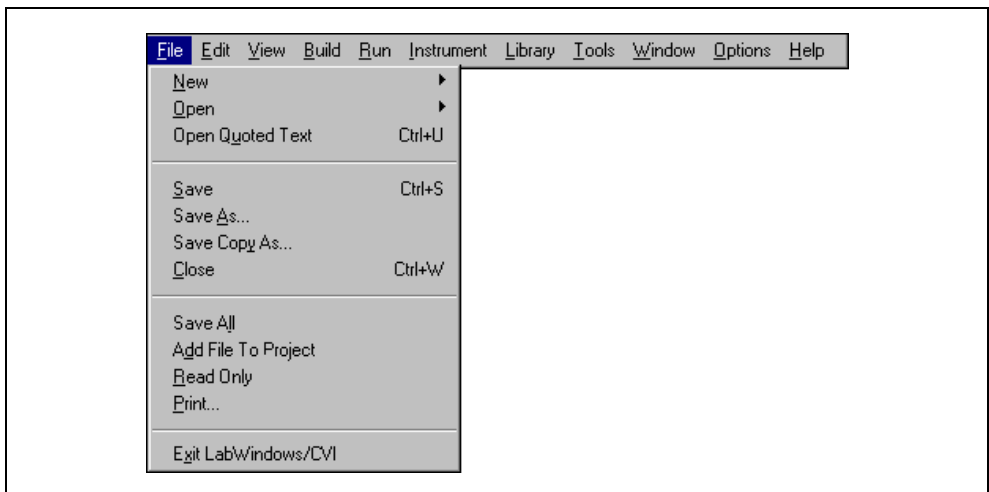 File Edit View Build Run Instrument Library Tools Window Options Help
New
Open
Open Quoted Text Ctrl+U
Save Ctrl+S
Save As...
Save Copy As...
Close Ctrl+W
Save All
Add File To Project
Read Only
Print...
Exit LabWindows/CVI